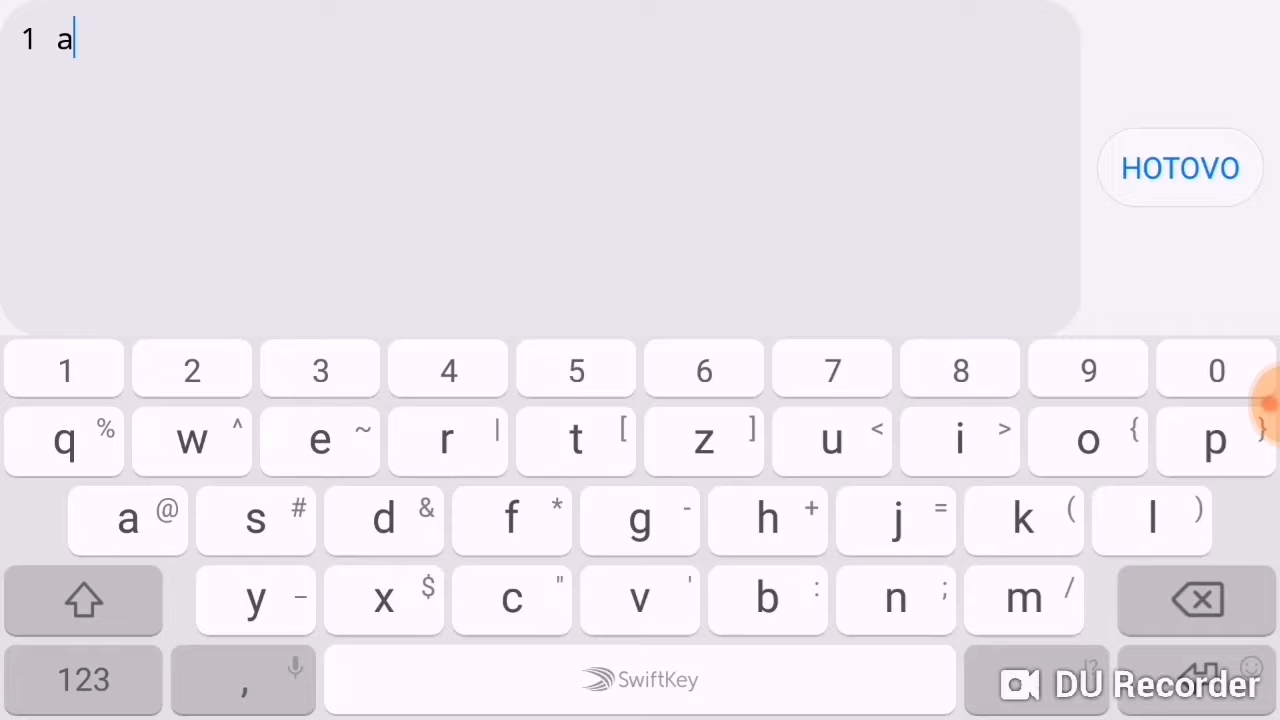 1 a
HOTOVO
1 2 3 4 5 6 7 8 9 0
q % w ^ e ~ r | t [ z ] u < i > o { p }
a @ s # d & f * g - h + j = k ( l )
y _ x $ c " v ' b : n ; m /
123 , SwiftKey !? DU Recorder